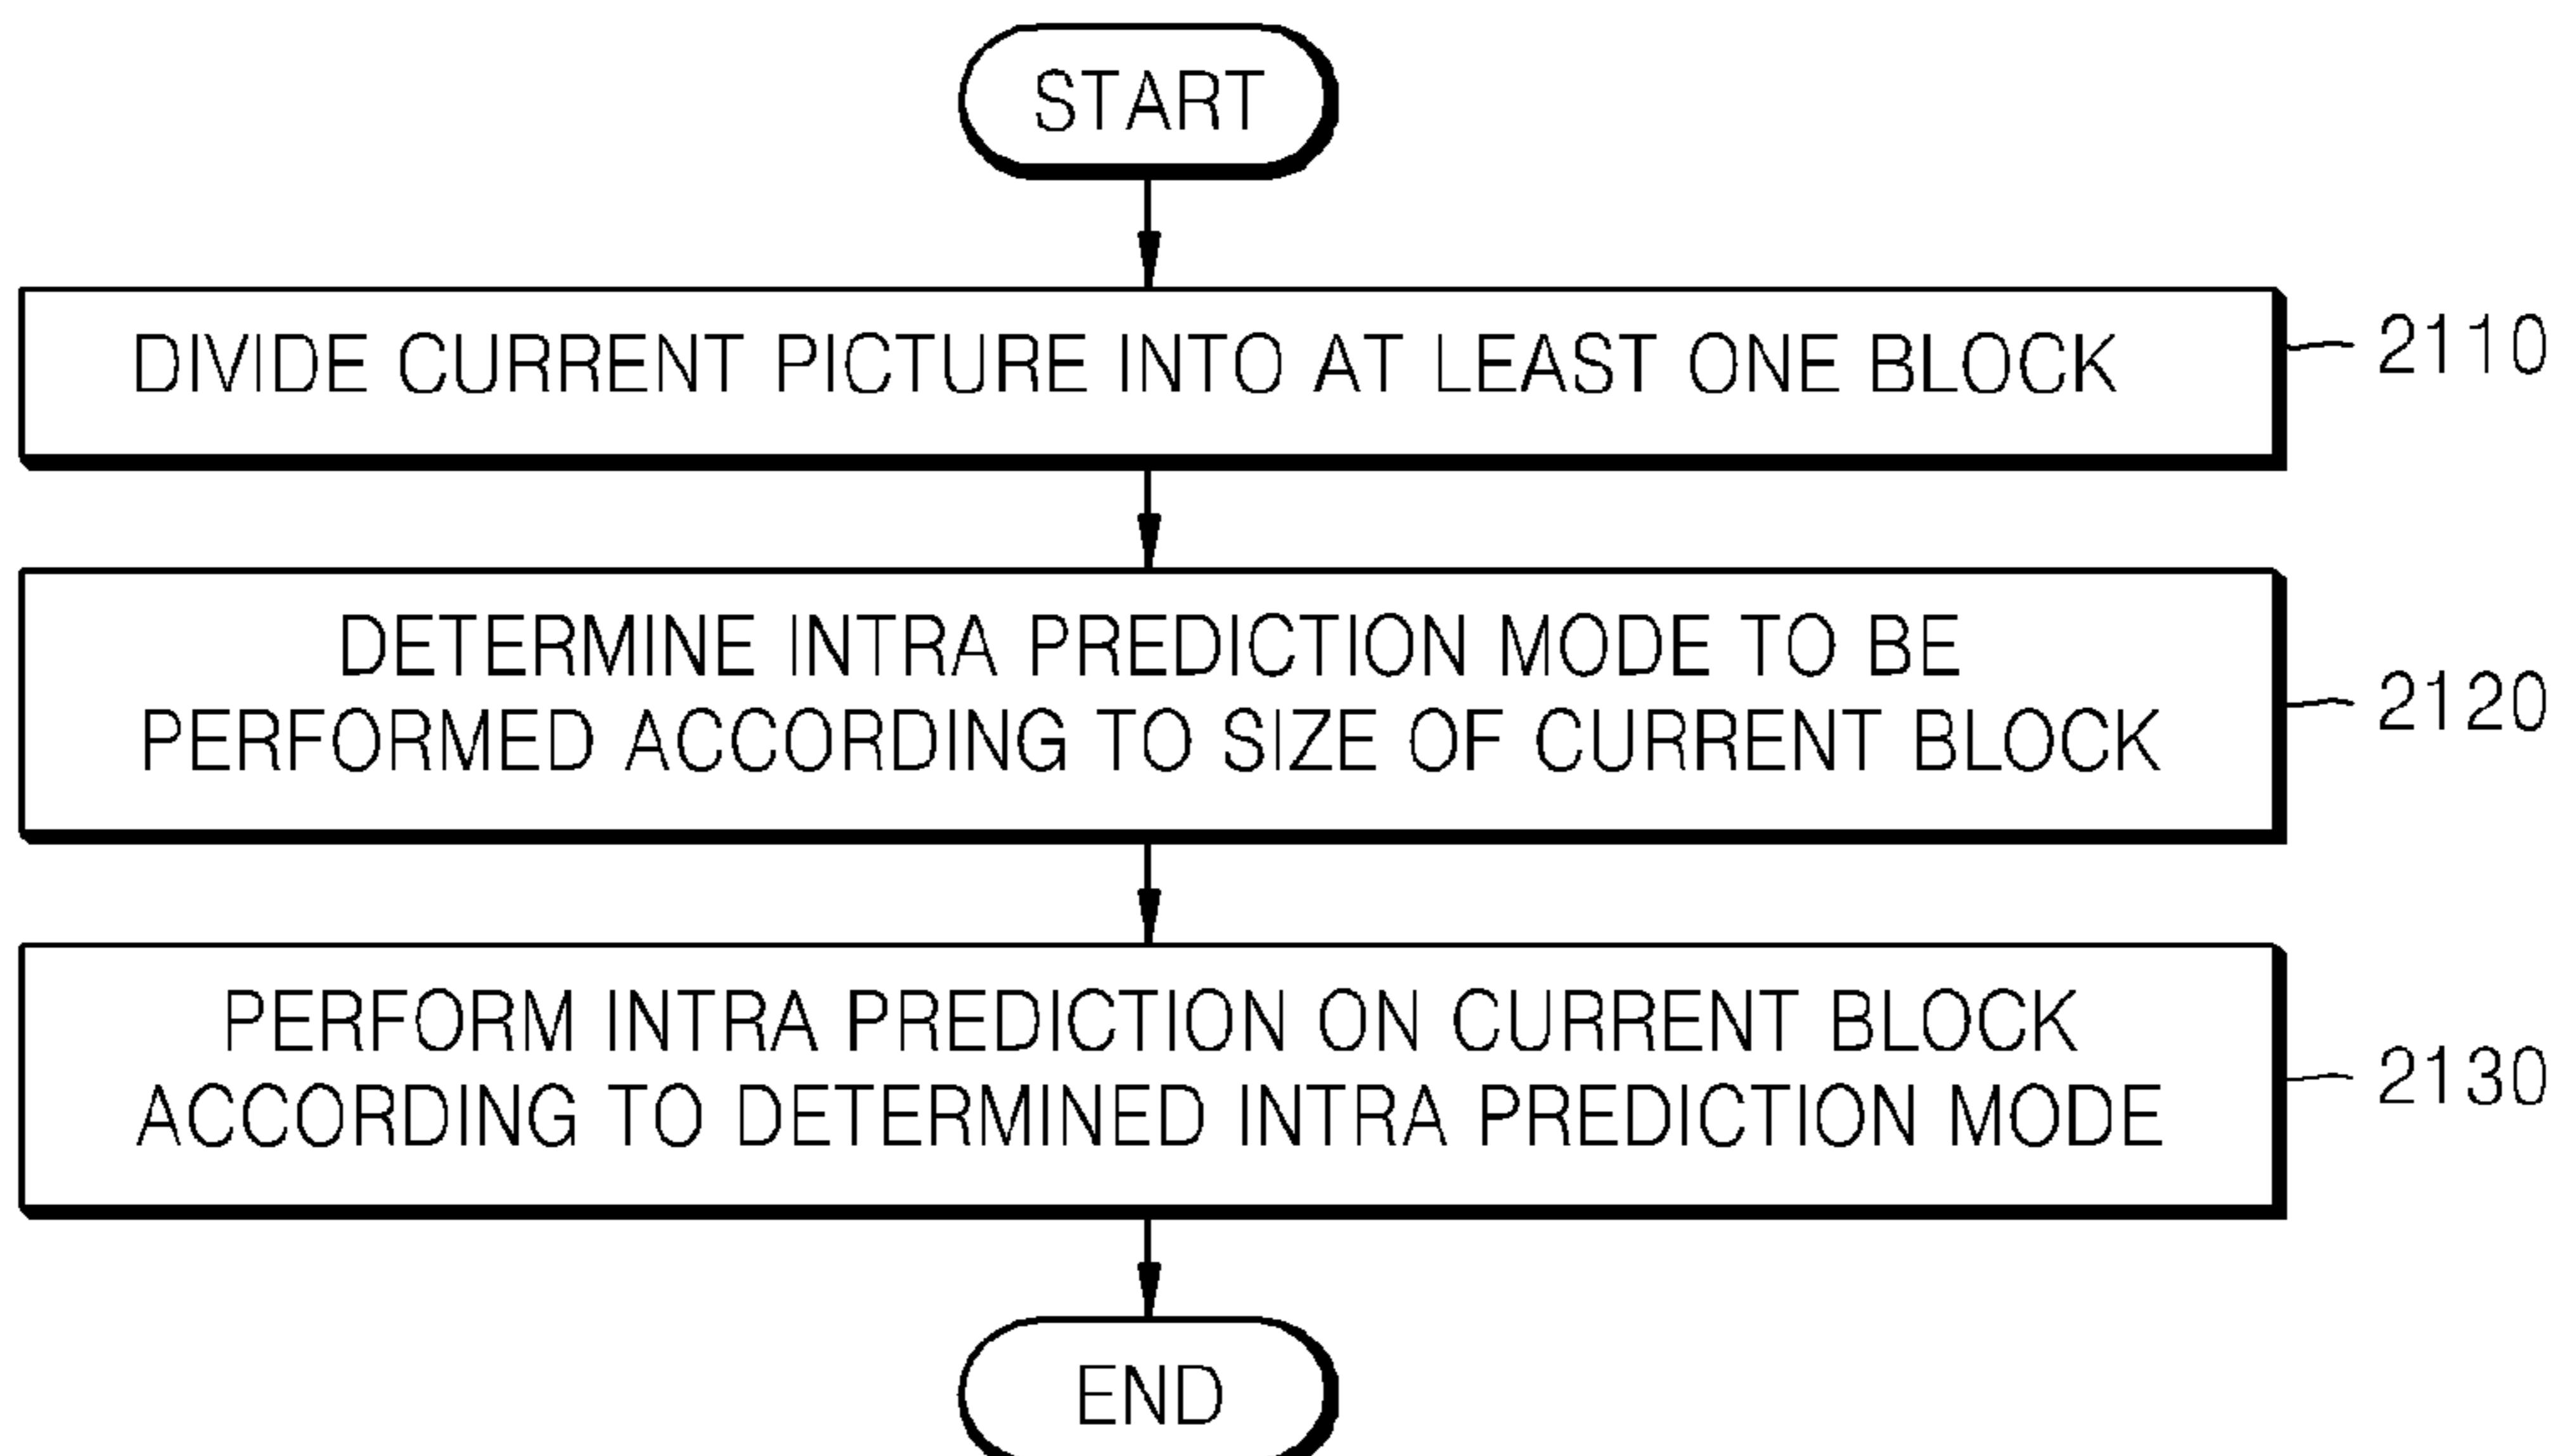 START
DIVIDE CURRENT PICTURE INTO AT LEAST ONE BLOCK
2110
DETERMINE INTRA PREDICTION MODE TO BE
PERFORMED ACCORDING TO SIZE OF CURRENT BLOCK
2120
PERFORM INTRA PREDICTION ON CURRENT BLOCK
ACCORDING TO DETERMINED INTRA PREDICTION MODE
2130
END